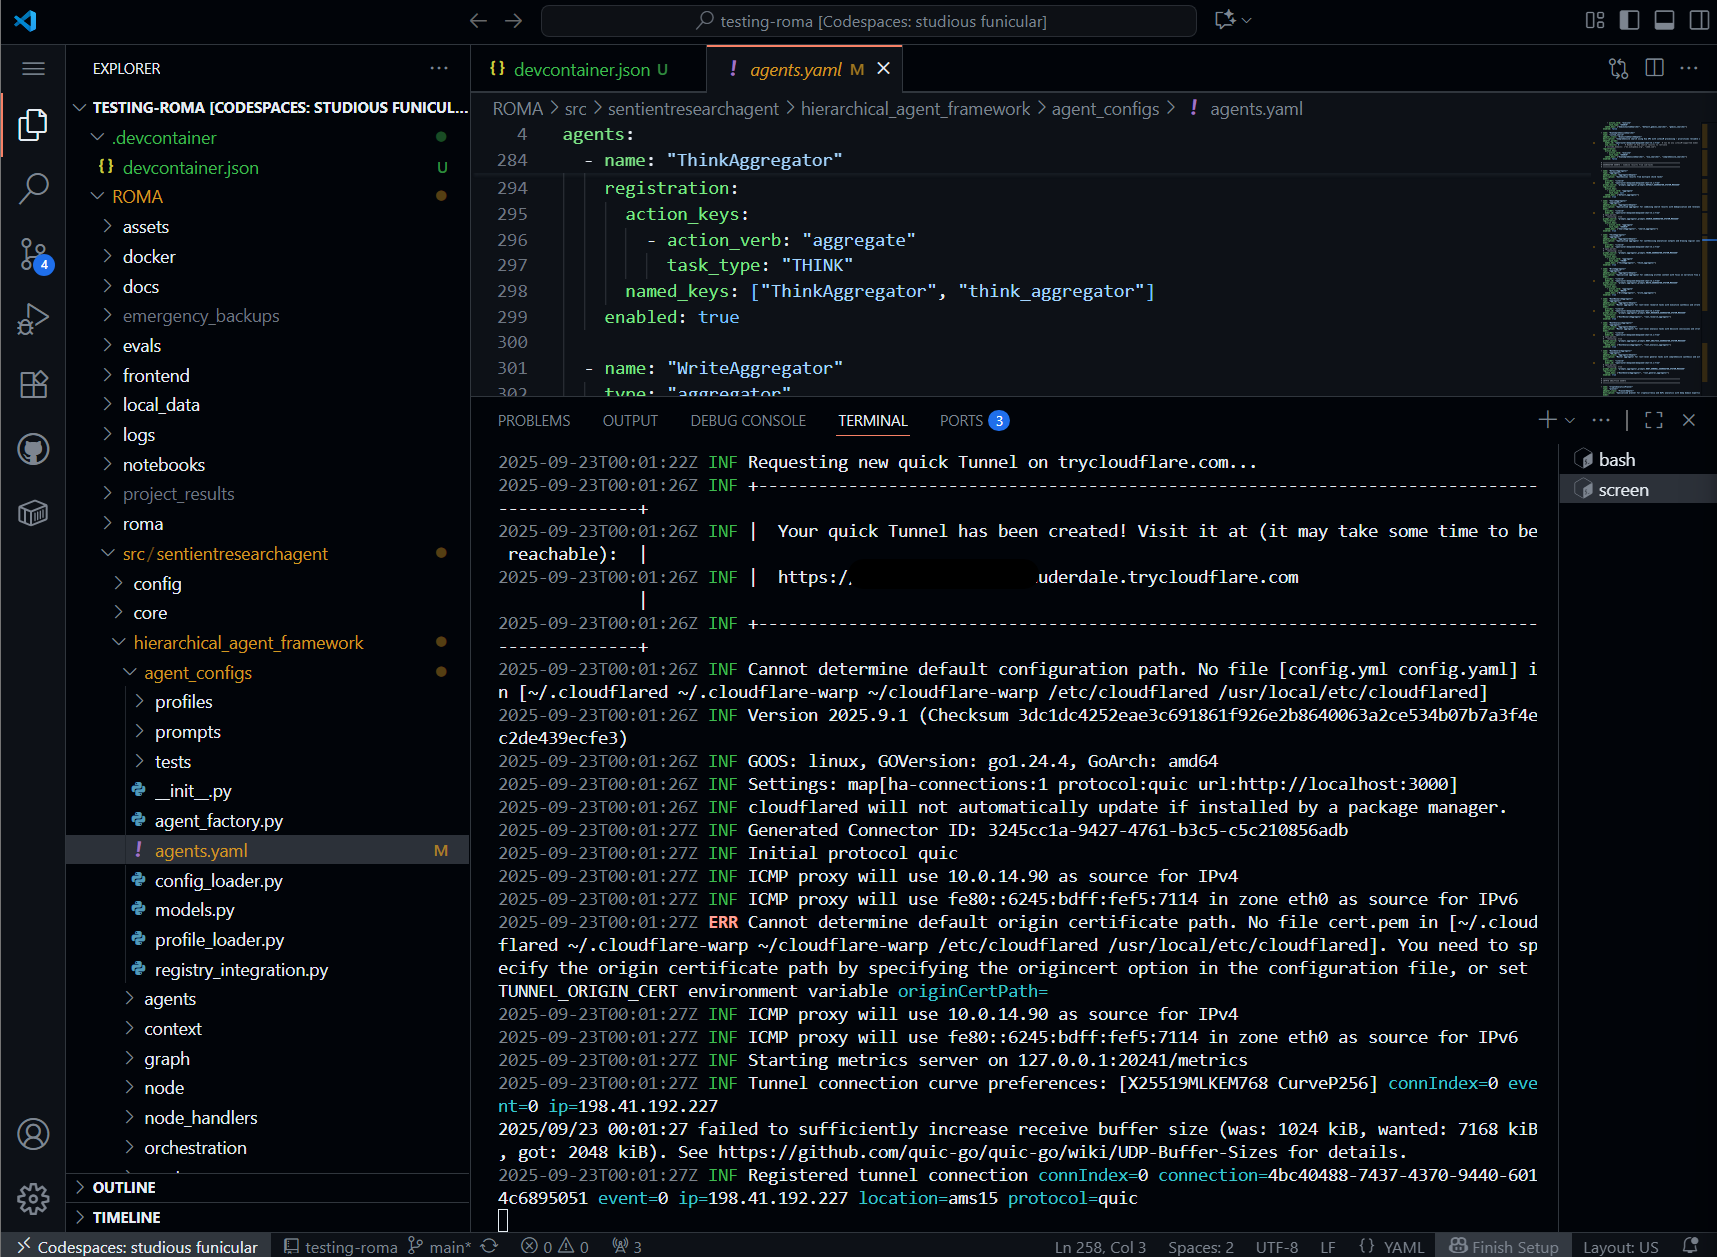 testing-roma [Codespaces: studious funicular]
EXPLORER
TESTING-ROMA [CODESPACES: STUDIOUS FUNICUL...
.devcontainer
{} devcontainer.json U
ROMA
assets
docker
docs
emergency_backups
evals
frontend
local_data
logs
notebooks
project_results
roma
src/sentientresearchagent
config
core
hierarchical_agent_framework
agent_configs
profiles
prompts
tests
__init__.py
agent_factory.py
! agents.yaml M
config_loader.py
models.py
profile_loader.py
registry_integration.py
agents
context
graph
node
node_handlers
orchestration
OUTLINE
TIMELINE
4
{} devcontainer.json U
! agents.yaml M
ROMA > src > sentientresearchagent > hierarchical_agent_framework > agent_configs > ! agents.yaml
4 agents:
284 - name: "ThinkAggregator"
294 registration:
295 action_keys:
296 - action_verb: "aggregate"
297 task_type: "THINK"
298 named_keys: ["ThinkAggregator", "think_aggregator"]
299 enabled: true
300
301 - name: "WriteAggregator"
302 type: "aggregator"
PROBLEMS OUTPUT DEBUG CONSOLE TERMINAL PORTS 3
bash
screen
2025-09-23T00:01:22Z INF Requesting new quick Tunnel on trycloudflare.com...
2025-09-23T00:01:26Z INF +-------------------------------------------------------------------------------
--------------+
2025-09-23T00:01:26Z INF | Your quick Tunnel has been created! Visit it at (it may take some time to be
reachable): |
2025-09-23T00:01:26Z INF | https:/ uderdale.trycloudflare.com
|
2025-09-23T00:01:26Z INF +-------------------------------------------------------------------------------
--------------+
2025-09-23T00:01:26Z INF Cannot determine default configuration path. No file [config.yml config.yaml] i
n [~/.cloudflared ~/.cloudflare-warp ~/cloudflare-warp /etc/cloudflared /usr/local/etc/cloudflared]
2025-09-23T00:01:26Z INF Version 2025.9.1 (Checksum 3dc1dc4252eae3c691861f926e2b8640063a2ce534b07b7a3f4e
c2de439ecfe3)
2025-09-23T00:01:26Z INF GOOS: linux, GOVersion: go1.24.4, GoArch: amd64
2025-09-23T00:01:26Z INF Settings: map[ha-connections:1 protocol:quic url:http://localhost:3000]
2025-09-23T00:01:26Z INF cloudflared will not automatically update if installed by a package manager.
2025-09-23T00:01:27Z INF Generated Connector ID: 3245cc1a-9427-4761-b3c5-c5c210856adb
2025-09-23T00:01:27Z INF Initial protocol quic
2025-09-23T00:01:27Z INF ICMP proxy will use 10.0.14.90 as source for IPv4
2025-09-23T00:01:27Z INF ICMP proxy will use fe80::6245:bdff:fef5:7114 in zone eth0 as source for IPv6
2025-09-23T00:01:27Z ERR Cannot determine default origin certificate path. No file cert.pem in [~/.cloud
flared ~/.cloudflare-warp ~/cloudflare-warp /etc/cloudflared /usr/local/etc/cloudflared]. You need to sp
ecify the origin certificate path by specifying the origincert option in the configuration file, or set
TUNNEL_ORIGIN_CERT environment variable originCertPath=
2025-09-23T00:01:27Z INF ICMP proxy will use 10.0.14.90 as source for IPv4
2025-09-23T00:01:27Z INF ICMP proxy will use fe80::6245:bdff:fef5:7114 in zone eth0 as source for IPv6
2025-09-23T00:01:27Z INF Starting metrics server on 127.0.0.1:20241/metrics
2025-09-23T00:01:27Z INF Tunnel connection curve preferences: [X25519MLKEM768 CurveP256] connIndex=0 eve
nt=0 ip=198.41.192.227
2025/09/23 00:01:27 failed to sufficiently increase receive buffer size (was: 1024 kiB, wanted: 7168 kiB
, got: 2048 kiB). See https://github.com/quic-go/quic-go/wiki/UDP-Buffer-Sizes for details.
2025-09-23T00:01:27Z INF Registered tunnel connection connIndex=0 connection=4bc40488-7437-4370-9440-601
4c6895051 event=0 ip=198.41.192.227 location=ams15 protocol=quic
Codespaces: studious funicular testing-roma main* 0 0 3 Ln 258, Col 3 Spaces: 2 UTF-8 LF {} YAML Finish Setup Layout: US